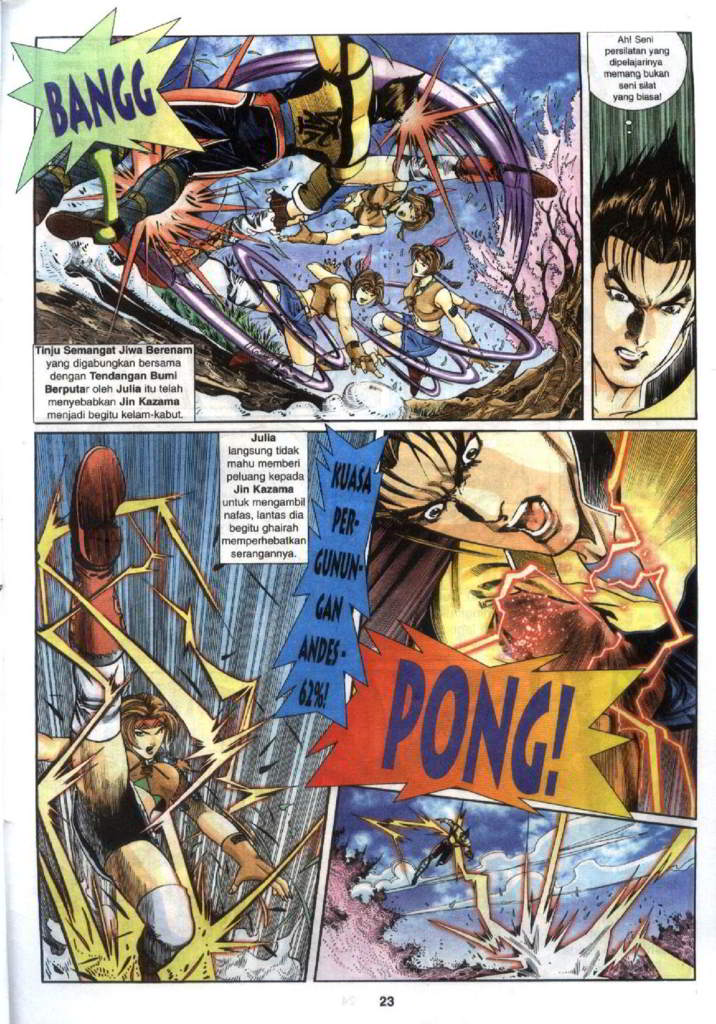 BANGG
Ah! Seni
persilatan yang
dipelajarinya
memang bukan
seni silat
yang biasa!
Tinju Semangat Jiwa Berenam
yang digabungkan bersama
dengan Tendangan Bumi
Berputar oleh Julia itu telah
menyebabkan Jin Kazama
menjadi begitu kelam-kabut.
Julia
langsung tidak
mahu memberi
peluang kepada
Jin Kazama
untuk mengambil
nafas, lantas dia
begitu ghairah
memperhebatkan
serangannya.
KUASA
PER-
GUNUN-
GAN
ANDES-
62%!
PONG!
23